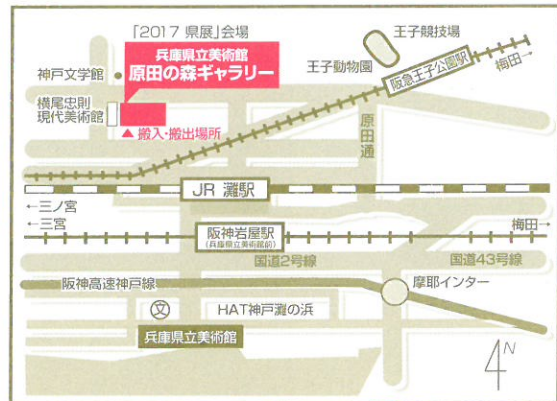 「2017 県展」会場
兵庫県立美術館
原田の森ギャラリー
神戸文学館
横尾忠則
現代美術館
▲搬入・搬出場所
王子競技場
王子動物園
阪急王子公園駅
梅田→
原田通
JR 灘駅
←三ノ宮
←三宮
阪神岩屋駅
(兵庫県立美術館前)
梅田→
国道2号線
国道43号線
阪神高速神戸線
摩耶インター
文
HAT神戸灘の浜
兵庫県立美術館
N